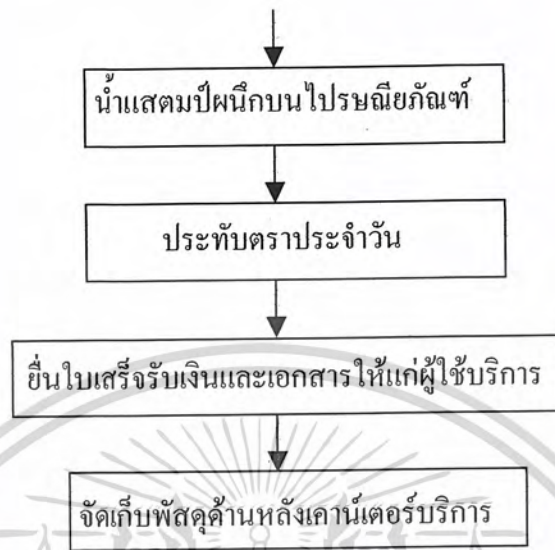 น้ำแสตมป์ผนึกบนไปรษณียภัณฑ์
ประทับตราประจำวัน
ยื่นใบเสร็จรับเงินและเอกสารให้แก่ผู้ใช้บริการ
จัดเก็บพัสดุด้านหลังเคาน์เตอร์บริการ